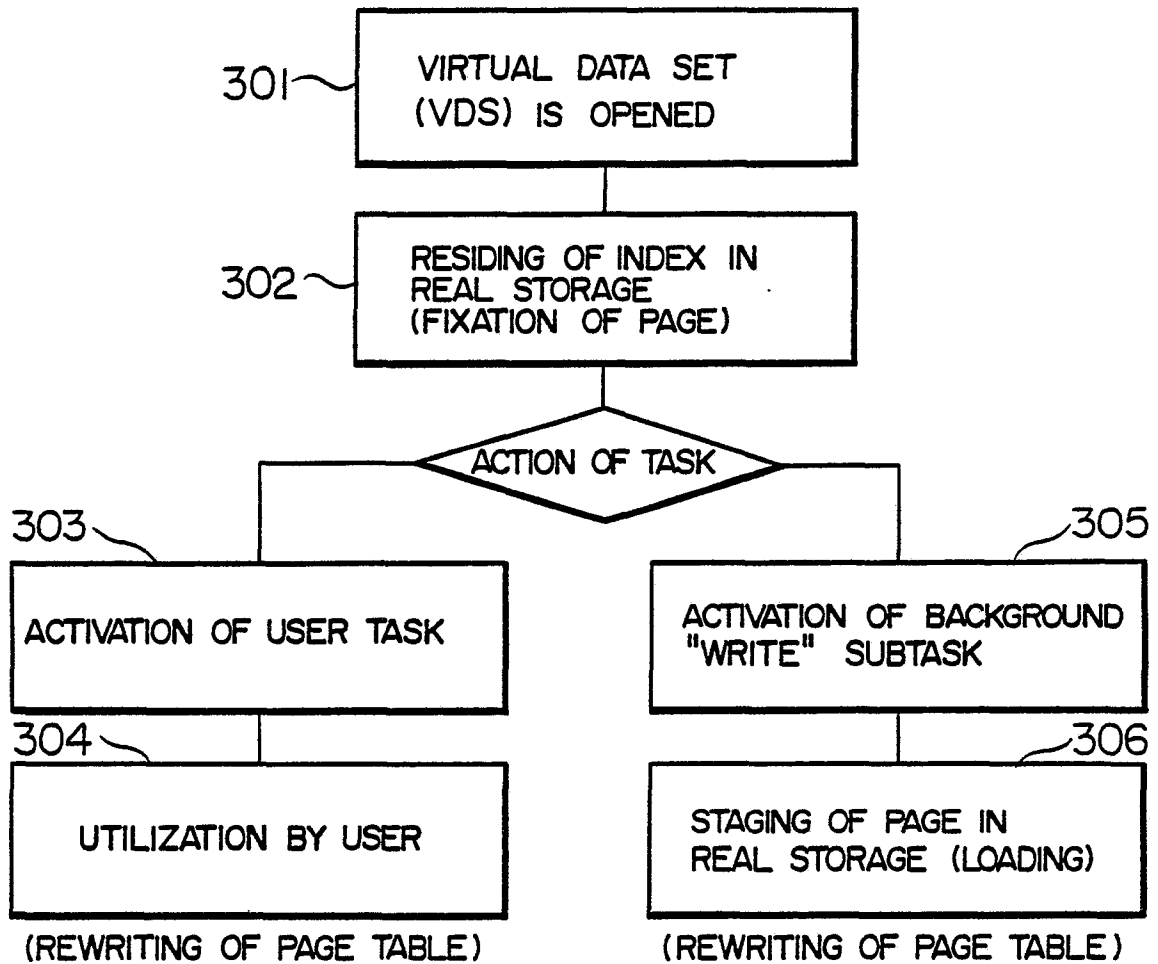 301
VIRTUAL DATA SET
(VDS) IS OPENED
302
RESIDING OF INDEX IN
REAL STORAGE
(FIXATION OF PAGE)
ACTION OF TASK
303
ACTIVATION OF USER TASK
305
ACTIVATION OF BACKGROUND
"WRITE" SUBTASK
304
UTILIZATION BY USER
(REWRITING OF PAGE TABLE)
306
STAGING OF PAGE IN
REAL STORAGE (LOADING)
(REWRITING OF PAGE TABLE)